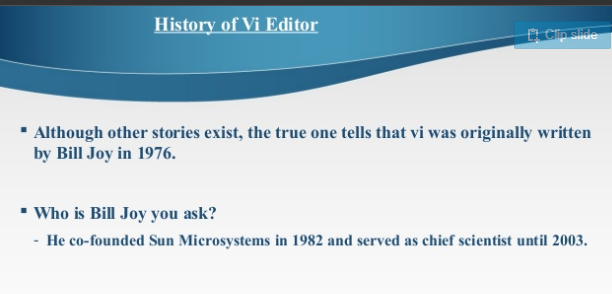 History of Vi Editor
Clip slide
▪ Although other stories exist, the true one tells that vi was originally written
by Bill Joy in 1976.
▪ Who is Bill Joy you ask?
- He co-founded Sun Microsystems in 1982 and served as chief scientist until 2003.